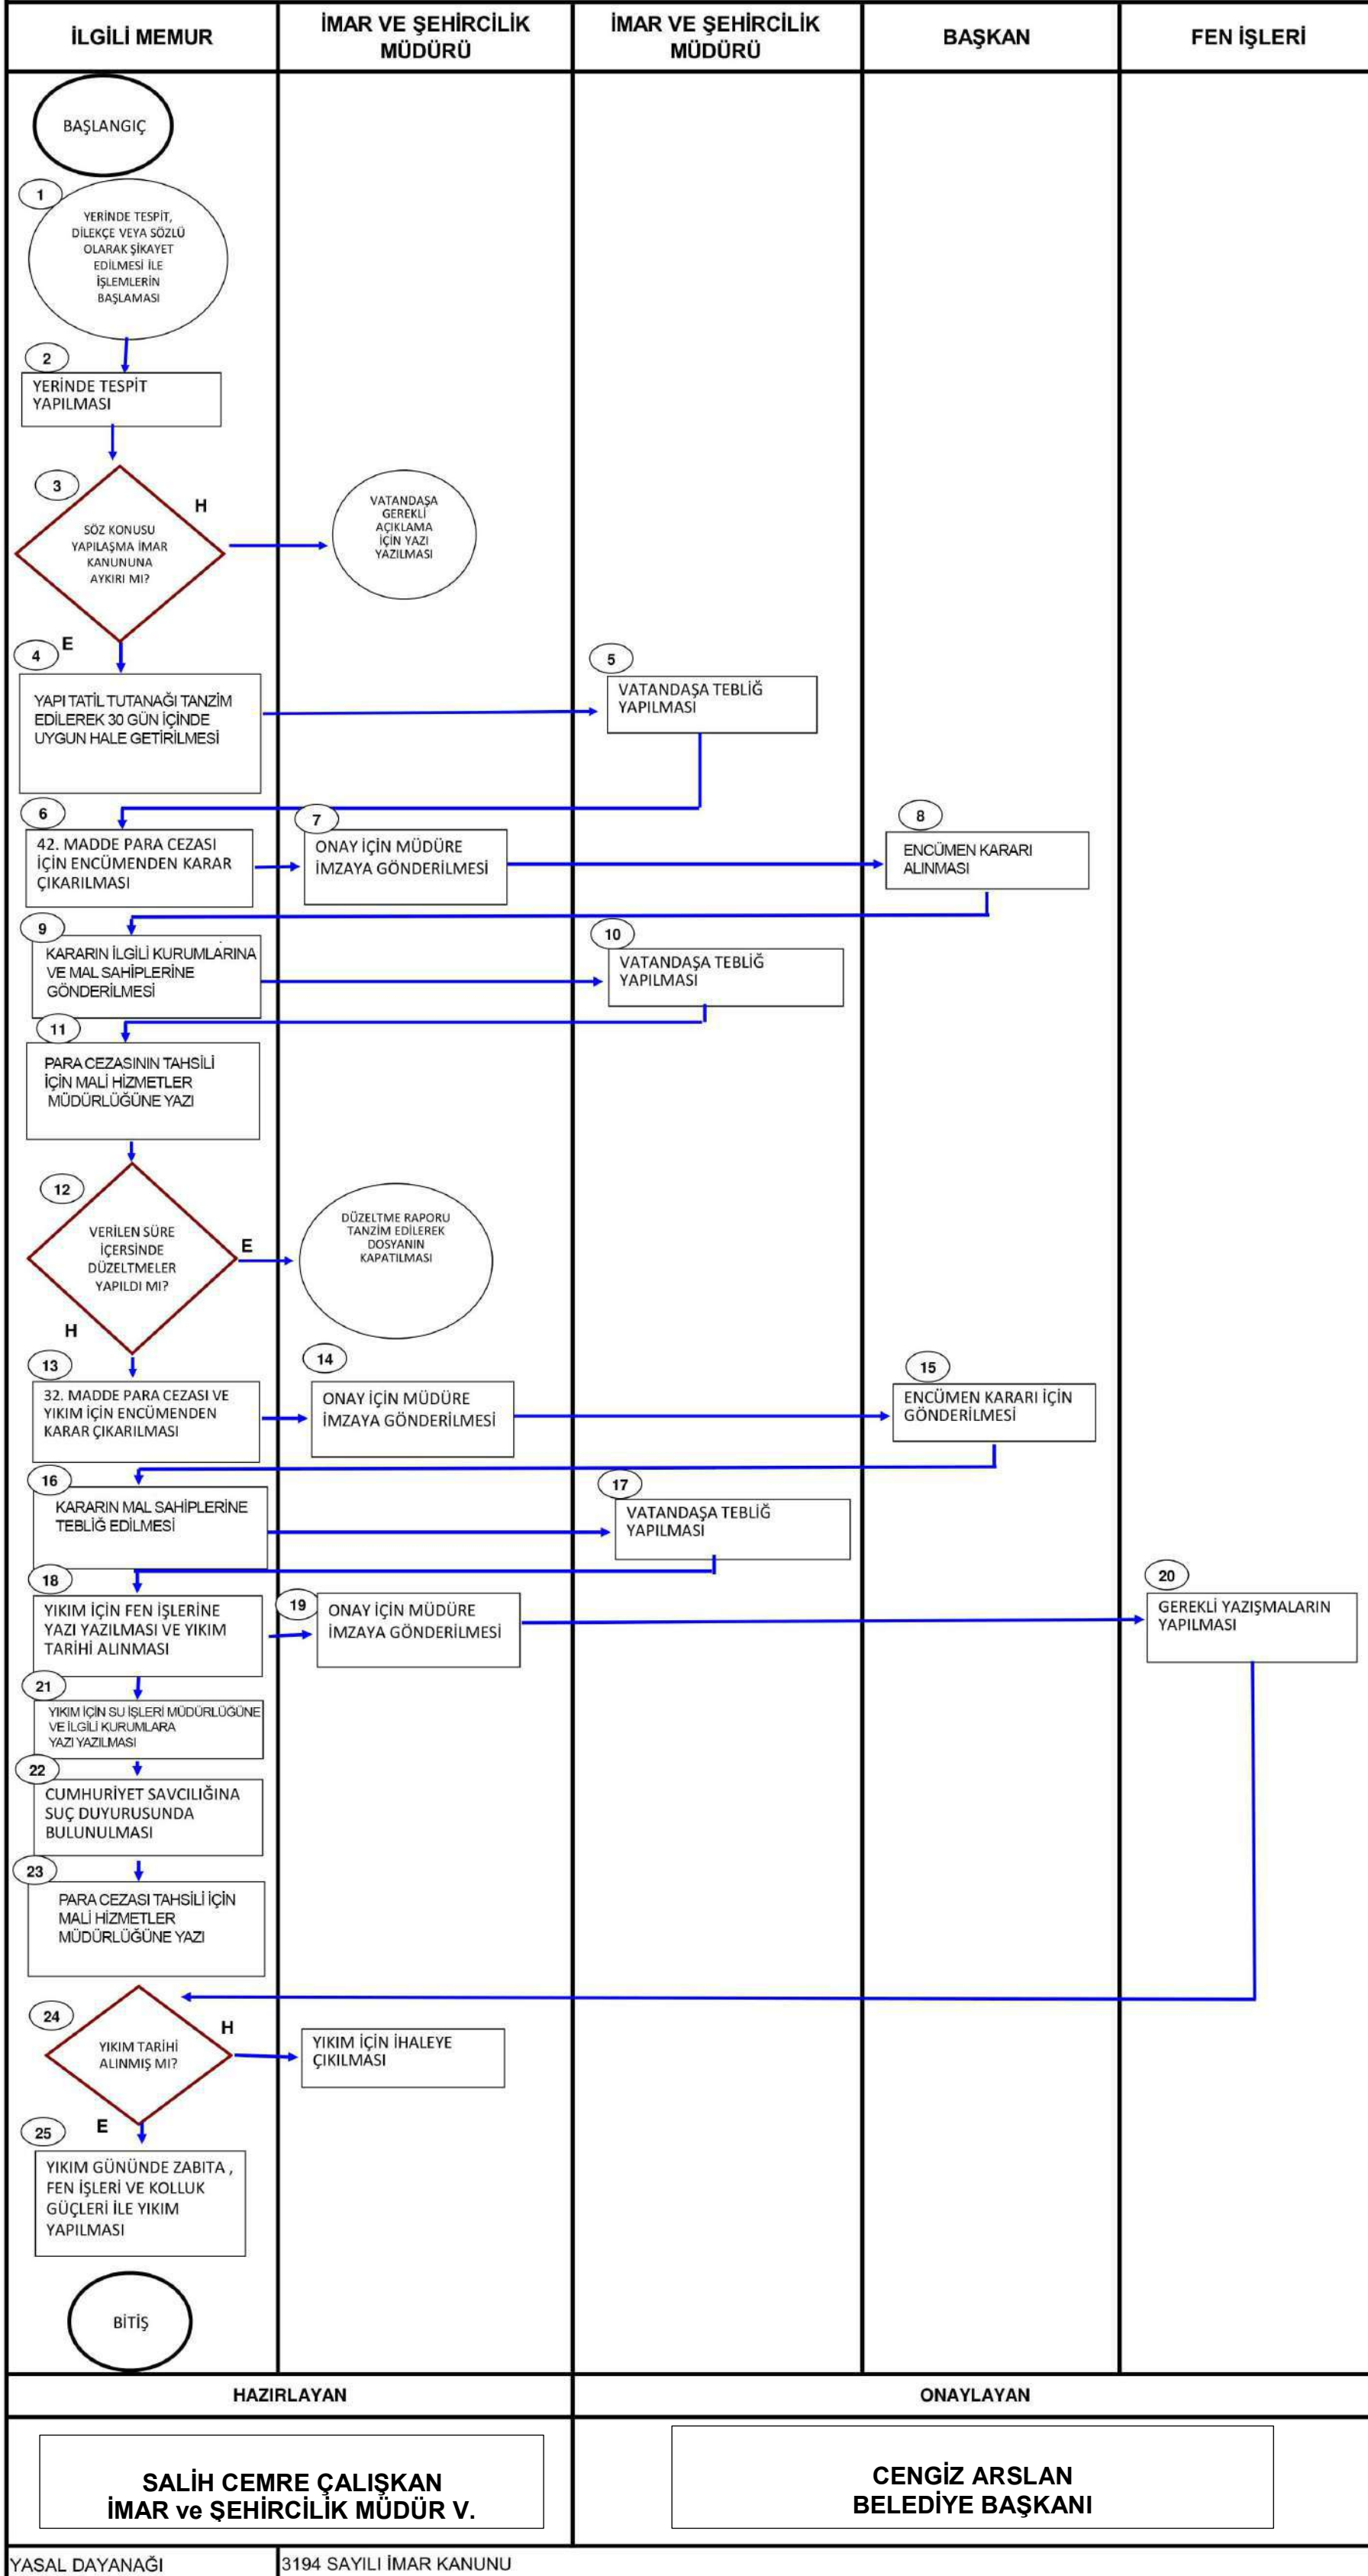 İLGİLİ MEMUR
İMAR VE ŞEHİRCİLİK
MÜDÜRÜ
İMAR VE ŞEHİRCİLİK
MÜDÜRÜ
BAŞKAN
FEN İŞLERİ
BAŞLANGIÇ
1
YERİNDE TESPİT,
DİLEKÇE VEYA SÖZLÜ
OLARAK ŞİKAYET
EDİLMESİ İLE
İŞLEMLERİN
BAŞLAMASI
2
YERİNDE TESPİT
YAPILMASI
3
SÖZ KONUSU
YAPILAŞMA İMAR
KANUNUNA
AYKIRI MI?
H
VATANDAŞA
GEREKLİ
AÇIKLAMA
İÇİN YAZI
YAZILMASI
E
4
YAPI TATİL TUTANAĞI TANZİM
EDİLEREK 30 GÜN İÇİNDE
UYGUN HALE GETİRİLMESİ
5
VATANDAŞA TEBLİĞ
YAPILMASI
6
42. MADDE PARA CEZASI
İÇİN ENCÜMENDEN KARAR
ÇIKARILMASI
7
ONAY İÇİN MÜDÜRE
İMZAYA GÖNDERİLMESİ
8
ENCÜMEN KARARI
ALINMASI
9
KARARIN İLGİLİ KURUMLARINA
VE MAL SAHİPLERİNE
GÖNDERİLMESİ
10
VATANDAŞA TEBLİĞ
YAPILMASI
11
PARA CEZASININ TAHSİLİ
İÇİN MALİ HİZMETLER
MÜDÜRLÜĞÜNE YAZI
12
VERİLEN SÜRE
İÇERSİNDE
DÜZELTMELER
YAPILDI MI?
E
DÜZELTME RAPORU
TANZİM EDİLEREK
DOSYANIN
KAPATILMASI
H
13
32. MADDE PARA CEZASI VE
YIKIM İÇİN ENCÜMENDEN
KARAR ÇIKARILMASI
14
ONAY İÇİN MÜDÜRE
İMZAYA GÖNDERİLMESİ
15
ENCÜMEN KARARI İÇİN
GÖNDERİLMESİ
16
KARARIN MAL SAHİPLERİNE
TEBLİĞ EDİLMESİ
17
VATANDAŞA TEBLİĞ
YAPILMASI
18
YIKIM İÇİN FEN İŞLERİNE
YAZI YAZILMASI VE YIKIM
TARİHİ ALINMASI
19
ONAY İÇİN MÜDÜRE
İMZAYA GÖNDERİLMESİ
20
GEREKLİ YAZIŞMALARIN
YAPILMASI
21
YIKIM İÇİN SU İŞLERİ MÜDÜRLÜĞÜNE
VE İLGİLİ KURUMLARA
YAZI YAZILMASI
22
CUMHURİYET SAVCILIĞINA
SUÇ DUYURUSUNDA
BULUNULMASI
23
PARA CEZASI TAHSİLİ İÇİN
MALİ HİZMETLER
MÜDÜRLÜĞÜNE YAZI
24
YIKIM TARİHİ
ALINMIŞ MI?
H
YIKIM İÇİN İHALEYE
ÇIKILMASI
E
25
YIKIM GÜNÜNDE ZABITA ,
FEN İŞLERİ VE KOLLUK
GÜÇLERİ İLE YIKIM
YAPILMASI
BİTİŞ
HAZIRLAYAN
ONAYLAYAN
SALİH CEMRE ÇALIŞKAN
İMAR ve ŞEHİRCİLİK MÜDÜR V.
CENGİZ ARSLAN
BELEDİYE BAŞKANI
YASAL DAYANAĞI
3194 SAYILI İMAR KANUNU